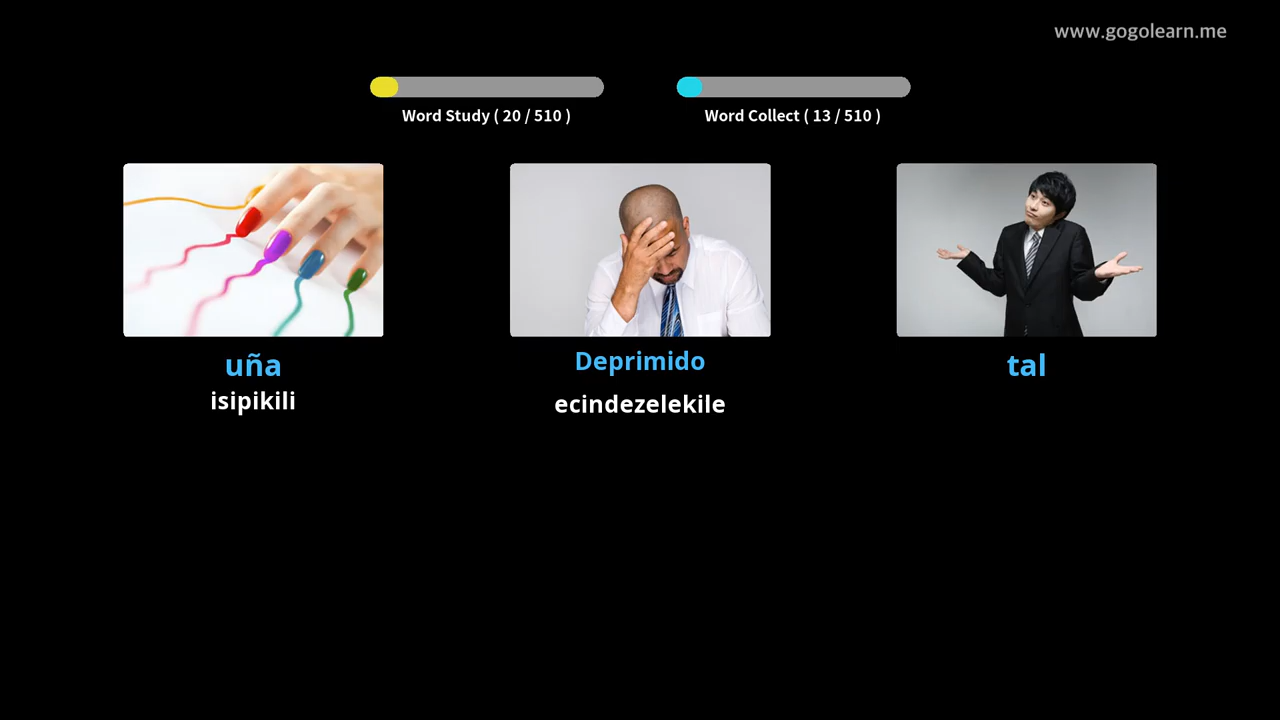 www.gogolearn.me
Word Study ( 20 / 510 )
Word Collect ( 13 / 510 )
uña
isipikili
Deprimido
ecindezelekile
tal